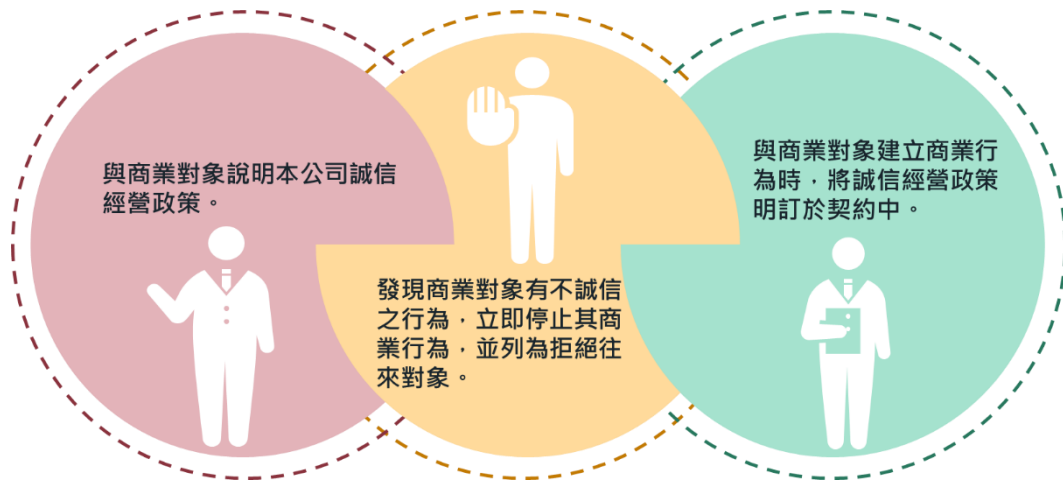 與商業對象說明本公司誠信
經營政策。
發現商業對象有不誠信
之行為，立即停止其商
業行為，並列為拒絕往
來對象。
與商業對象建立商業行
為時，將誠信經營政策
明訂於契約中。